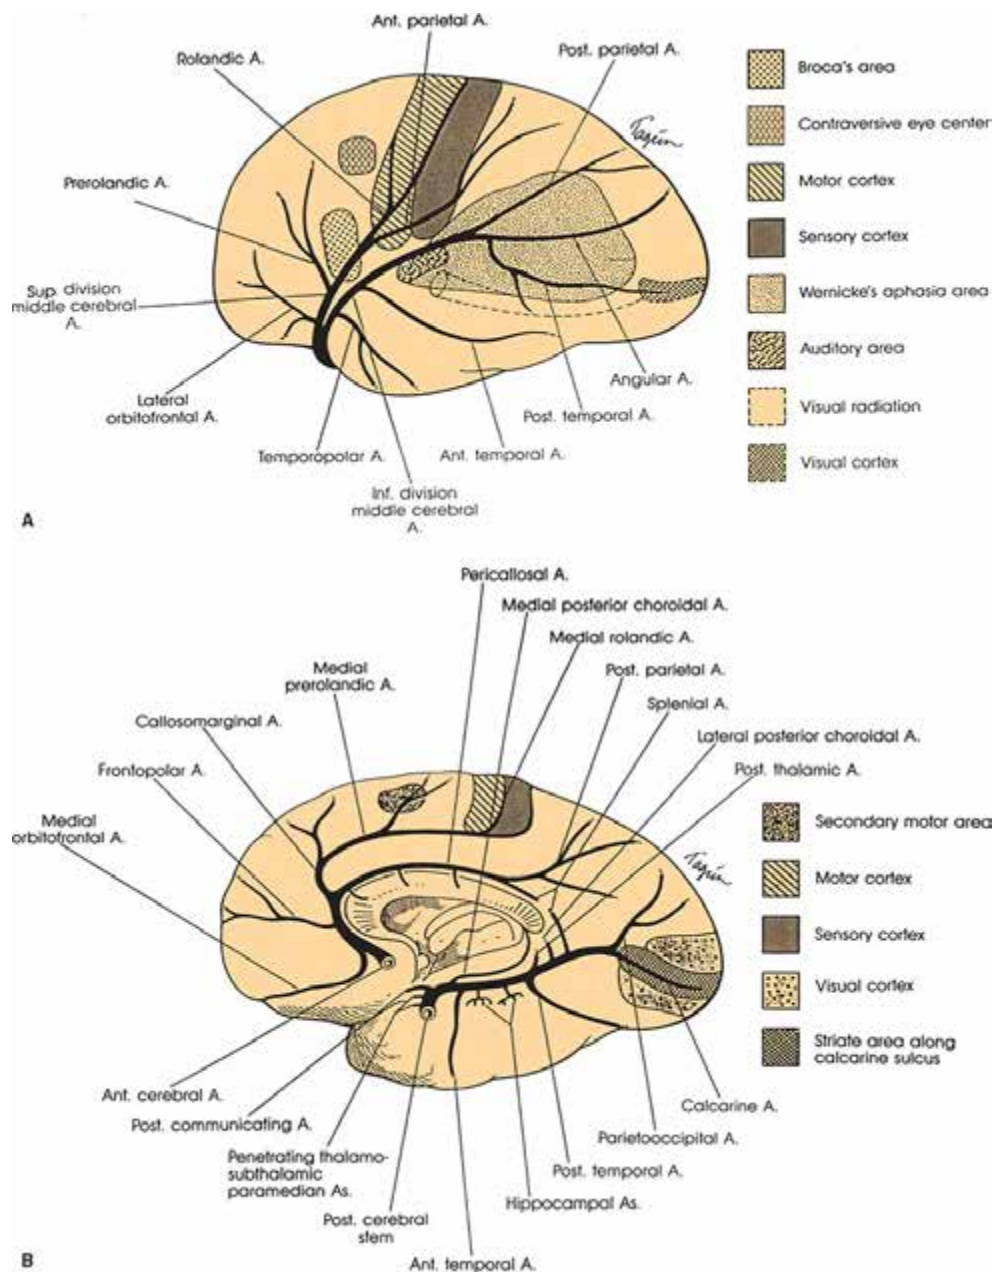 Ant. parietal A.
Rolandic A.
Post. parietal A.
Prerolandic A.
Sup. division
middle cerebral
A.
Lateral
orbitofrontal A.
Temporopolar A.
Inf. division
middle cerebral
A.
Ant. temporal A.
Post. temporal A.
Angular A.
Broca's area
Contraversive eye center
Motor cortex
Sensory cortex
Wernicke's aphasia area
Auditory area
Visual radiation
Visual cortex
A
Pericallosal A.
Medial posterior choroidal A.
Medial rolandic A.
Medial
prerolandic A.
Post. parietal A.
Callosomarginal A.
Splenial A.
Lateral posterior choroidal A.
Frontopolar A.
Post. thalamic A.
Medial
orbitofrontal A.
Secondary motor area
Motor cortex
Sensory cortex
Visual cortex
Striate area along
calcarine sulcus
Ant. cerebral A.
Post. communicating A.
Penetrating thalamo-
subthalamic
paramedian As.
Post. cerebral
stem
Ant. temporal A.
Hippocampal As.
Post. temporal A.
Parietooccipital A.
Calcarine A.
B